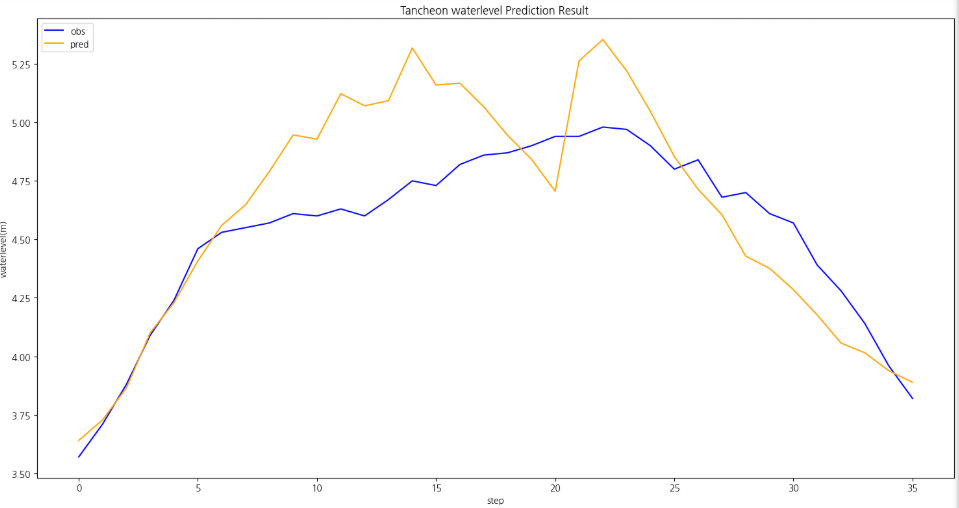 Tancheon waterlevel Prediction Result
obs
pred
5.25
5.00
4.75
4.50
4.25
4.00
3.75
3.50
waterlevel(m)
0 5 10 15 20 25 30 35
step